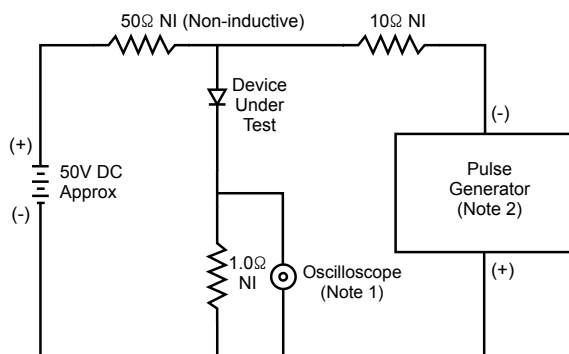 50Ω NI (Non-inductive)
10Ω NI
Device
Under
Test
(-)
(+)
50V DC
Approx
(-)
Pulse
Generator
(Note 2)
1.0Ω
NI
Oscilloscope
(Note 1)
(+)